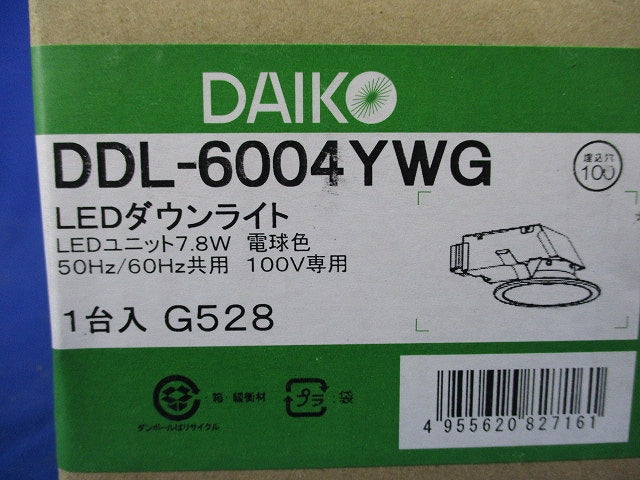 DAIKO
DDL-6004YWG
埋込穴
100
LEDダウンライト
LEDユニット7.8W 電球色
50Hz/60Hz共用 100V専用
1台入 G528
箱・緩衝材
プラ
袋
ダンボールはリサイクル
4 955620 827161